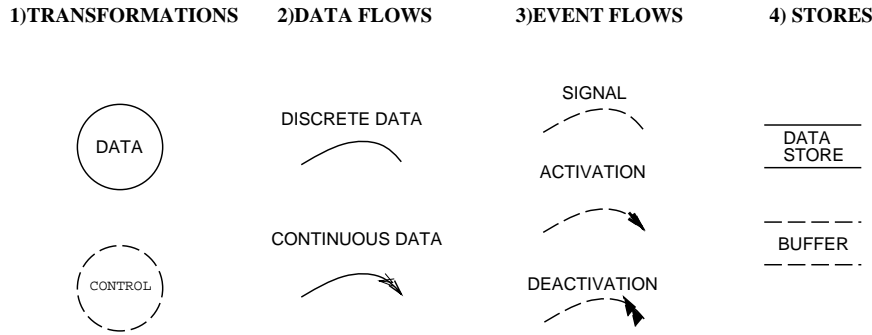 1)TRANSFORMATIONS
2)DATA FLOWS
3)EVENT FLOWS
4) STORES
DATA
CONTROL
DISCRETE DATA
CONTINUOUS DATA
SIGNAL
ACTIVATION
DEACTIVATION
DATA
STORE
BUFFER